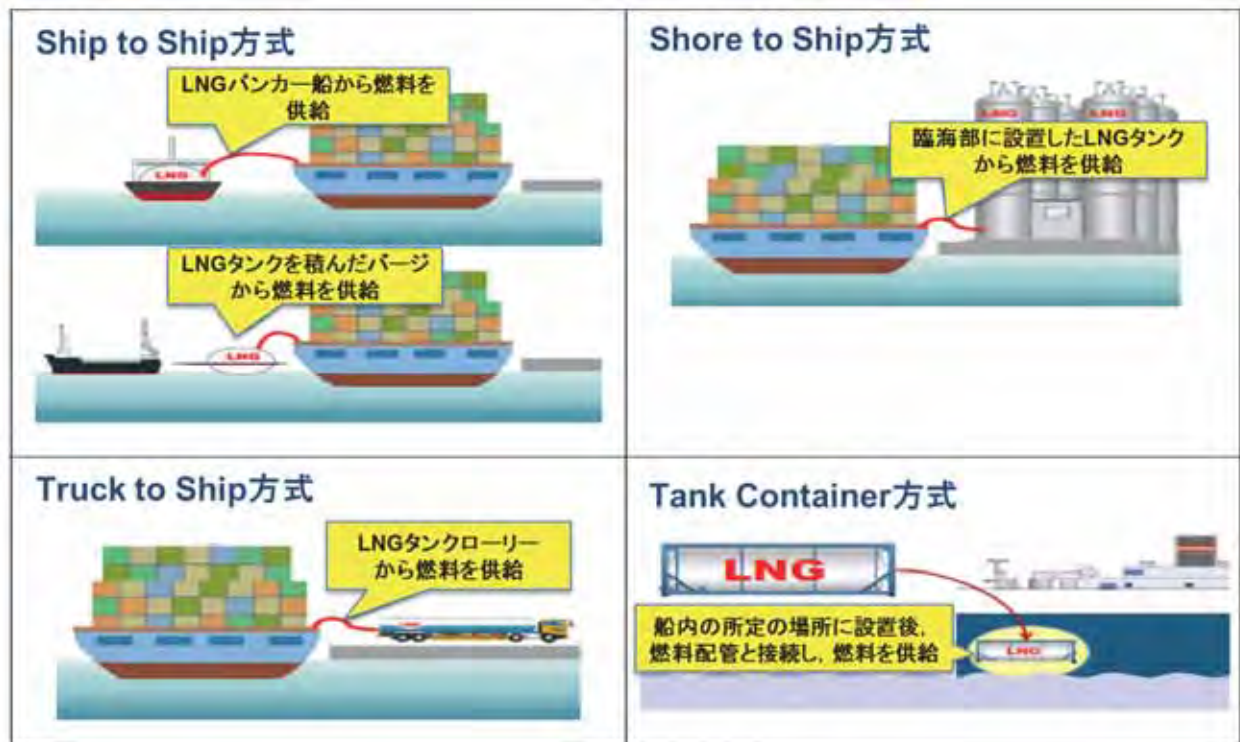 Ship to Ship方式
LNGバンカー船から燃料を
供給
LNG
LNGタンクを積んだバージ
から燃料を供給
LNG
Shore to Ship方式
LNG
LNG
臨海部に設置したLNGタンク
から燃料を供給
Truck to Ship方式
LNGタンクローリー
から燃料を供給
Tank Container方式
LNG
船内の所定の場所に設置後，
燃料配管と接続し，燃料を供給
LNG